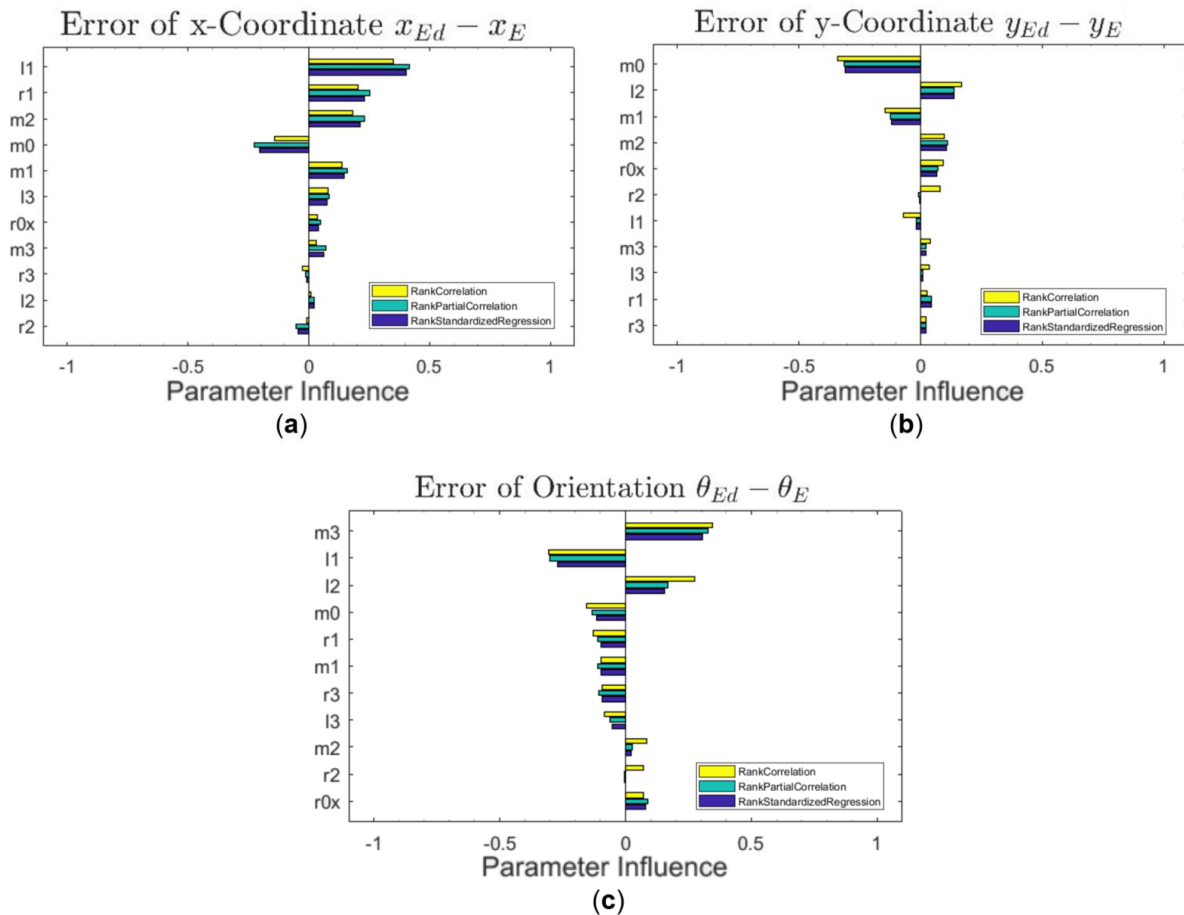 Error of x-Coordinate x_{Ed} − x_E
l1
r1
m2
m0
m1
l3
r0x
m3
r3
l2
r2
RankCorrelation
RankPartialCorrelation
RankStandardizedRegression
-1 -0.5 0 0.5 1
Parameter Influence
(a)
Error of y-Coordinate y_{Ed} − y_E
m0
l2
m1
m2
r0x
r2
l1
m3
l3
r1
r3
RankCorrelation
RankPartialCorrelation
RankStandardizedRegression
-1 -0.5 0 0.5 1
Parameter Influence
(b)
Error of Orientation θ_{Ed} − θ_E
m3
l1
l2
m0
r1
m1
r3
l3
m2
r2
r0x
RankCorrelation
RankPartialCorrelation
RankStandardizedRegression
-1 -0.5 0 0.5 1
Parameter Influence
(c)